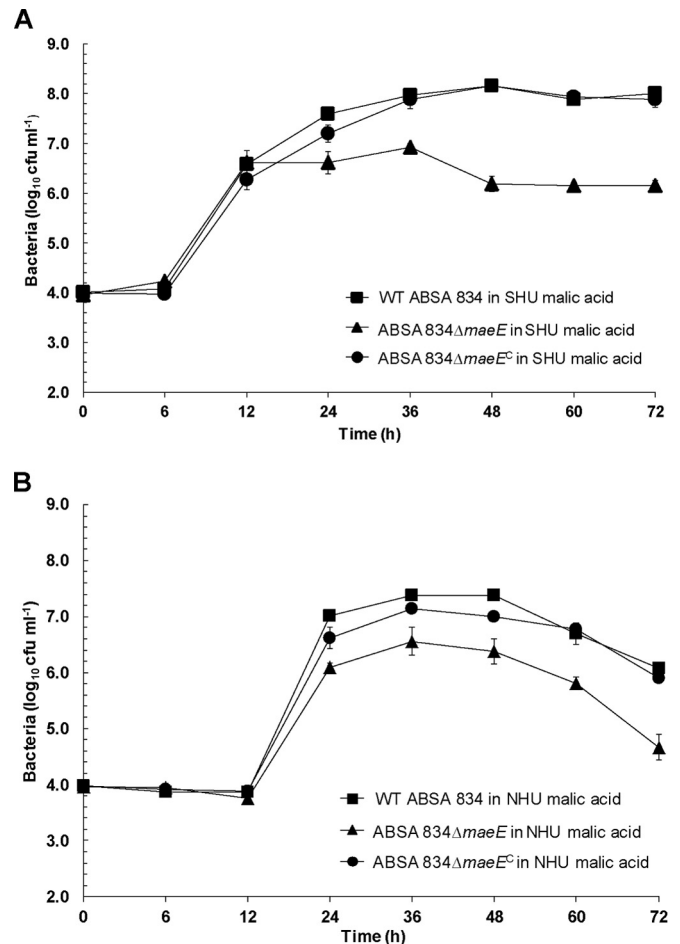 A
9.0
8.0
7.0
6.0
5.0
4.0
3.0
2.0
Bacteria (log₁₀ cfu ml⁻¹)
WT ABSA 834 in SHU malic acid
ABSA 834ΔmaeE in SHU malic acid
ABSA 834ΔmaeEᶜ in SHU malic acid
0 6 12 24 36 48 60 72
Time (h)
B
9.0
8.0
7.0
6.0
5.0
4.0
3.0
2.0
Bacteria (log₁₀ cfu ml⁻¹)
WT ABSA 834 in NHU malic acid
ABSA 834ΔmaeE in NHU malic acid
ABSA 834ΔmaeEᶜ in NHU malic acid
0 6 12 24 36 48 60 72
Time (h)